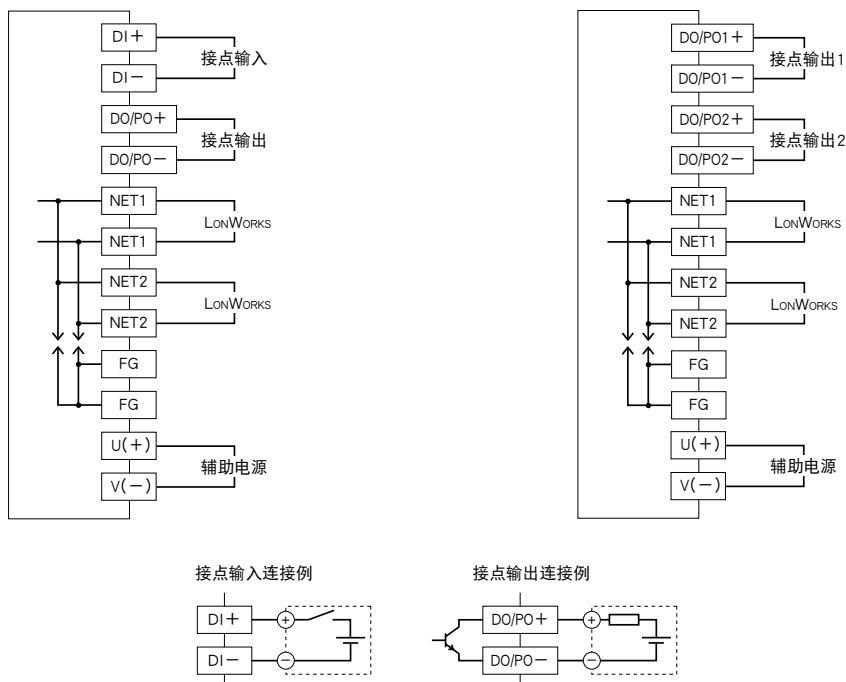 DI＋
DI－
接点输入
DO/PO＋
DO/PO－
接点输出
NET1
NET1
LONWORKS
NET2
NET2
LONWORKS
FG
FG
U(＋)
V(－)
辅助电源
DO/PO1＋
DO/PO1－
接点输出1
DO/PO2＋
DO/PO2－
接点输出2
NET1
NET1
LONWORKS
NET2
NET2
LONWORKS
FG
FG
U(＋)
V(－)
辅助电源
接点输入连接例
DI＋
＋
DI－
－
接点输出连接例
DO/PO＋
＋
DO/PO－
－